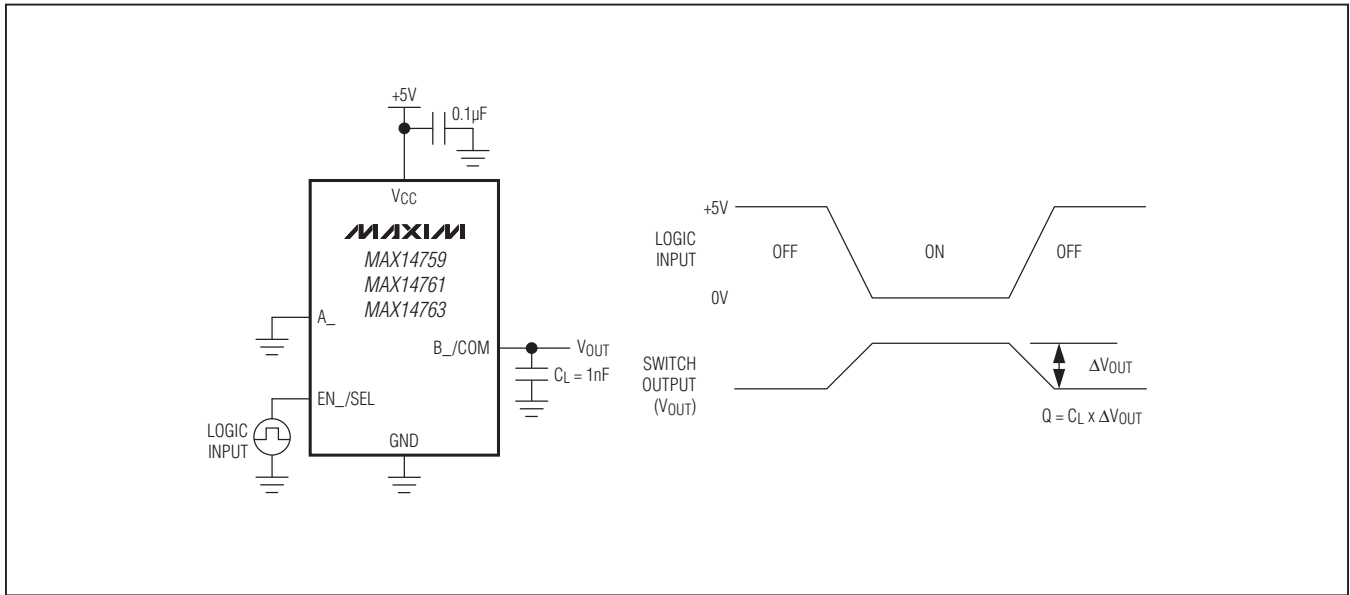 +5V
0.1µF
VCC
MAXIM
MAX14759
MAX14761
MAX14763
A_
B_/COM
VOUT
CL = 1nF
EN_/SEL
LOGIC
INPUT
GND
+5V
LOGIC
INPUT
OFF
ON
OFF
0V
SWITCH
OUTPUT
(VOUT)
ΔVOUT
Q = CL x ΔVOUT